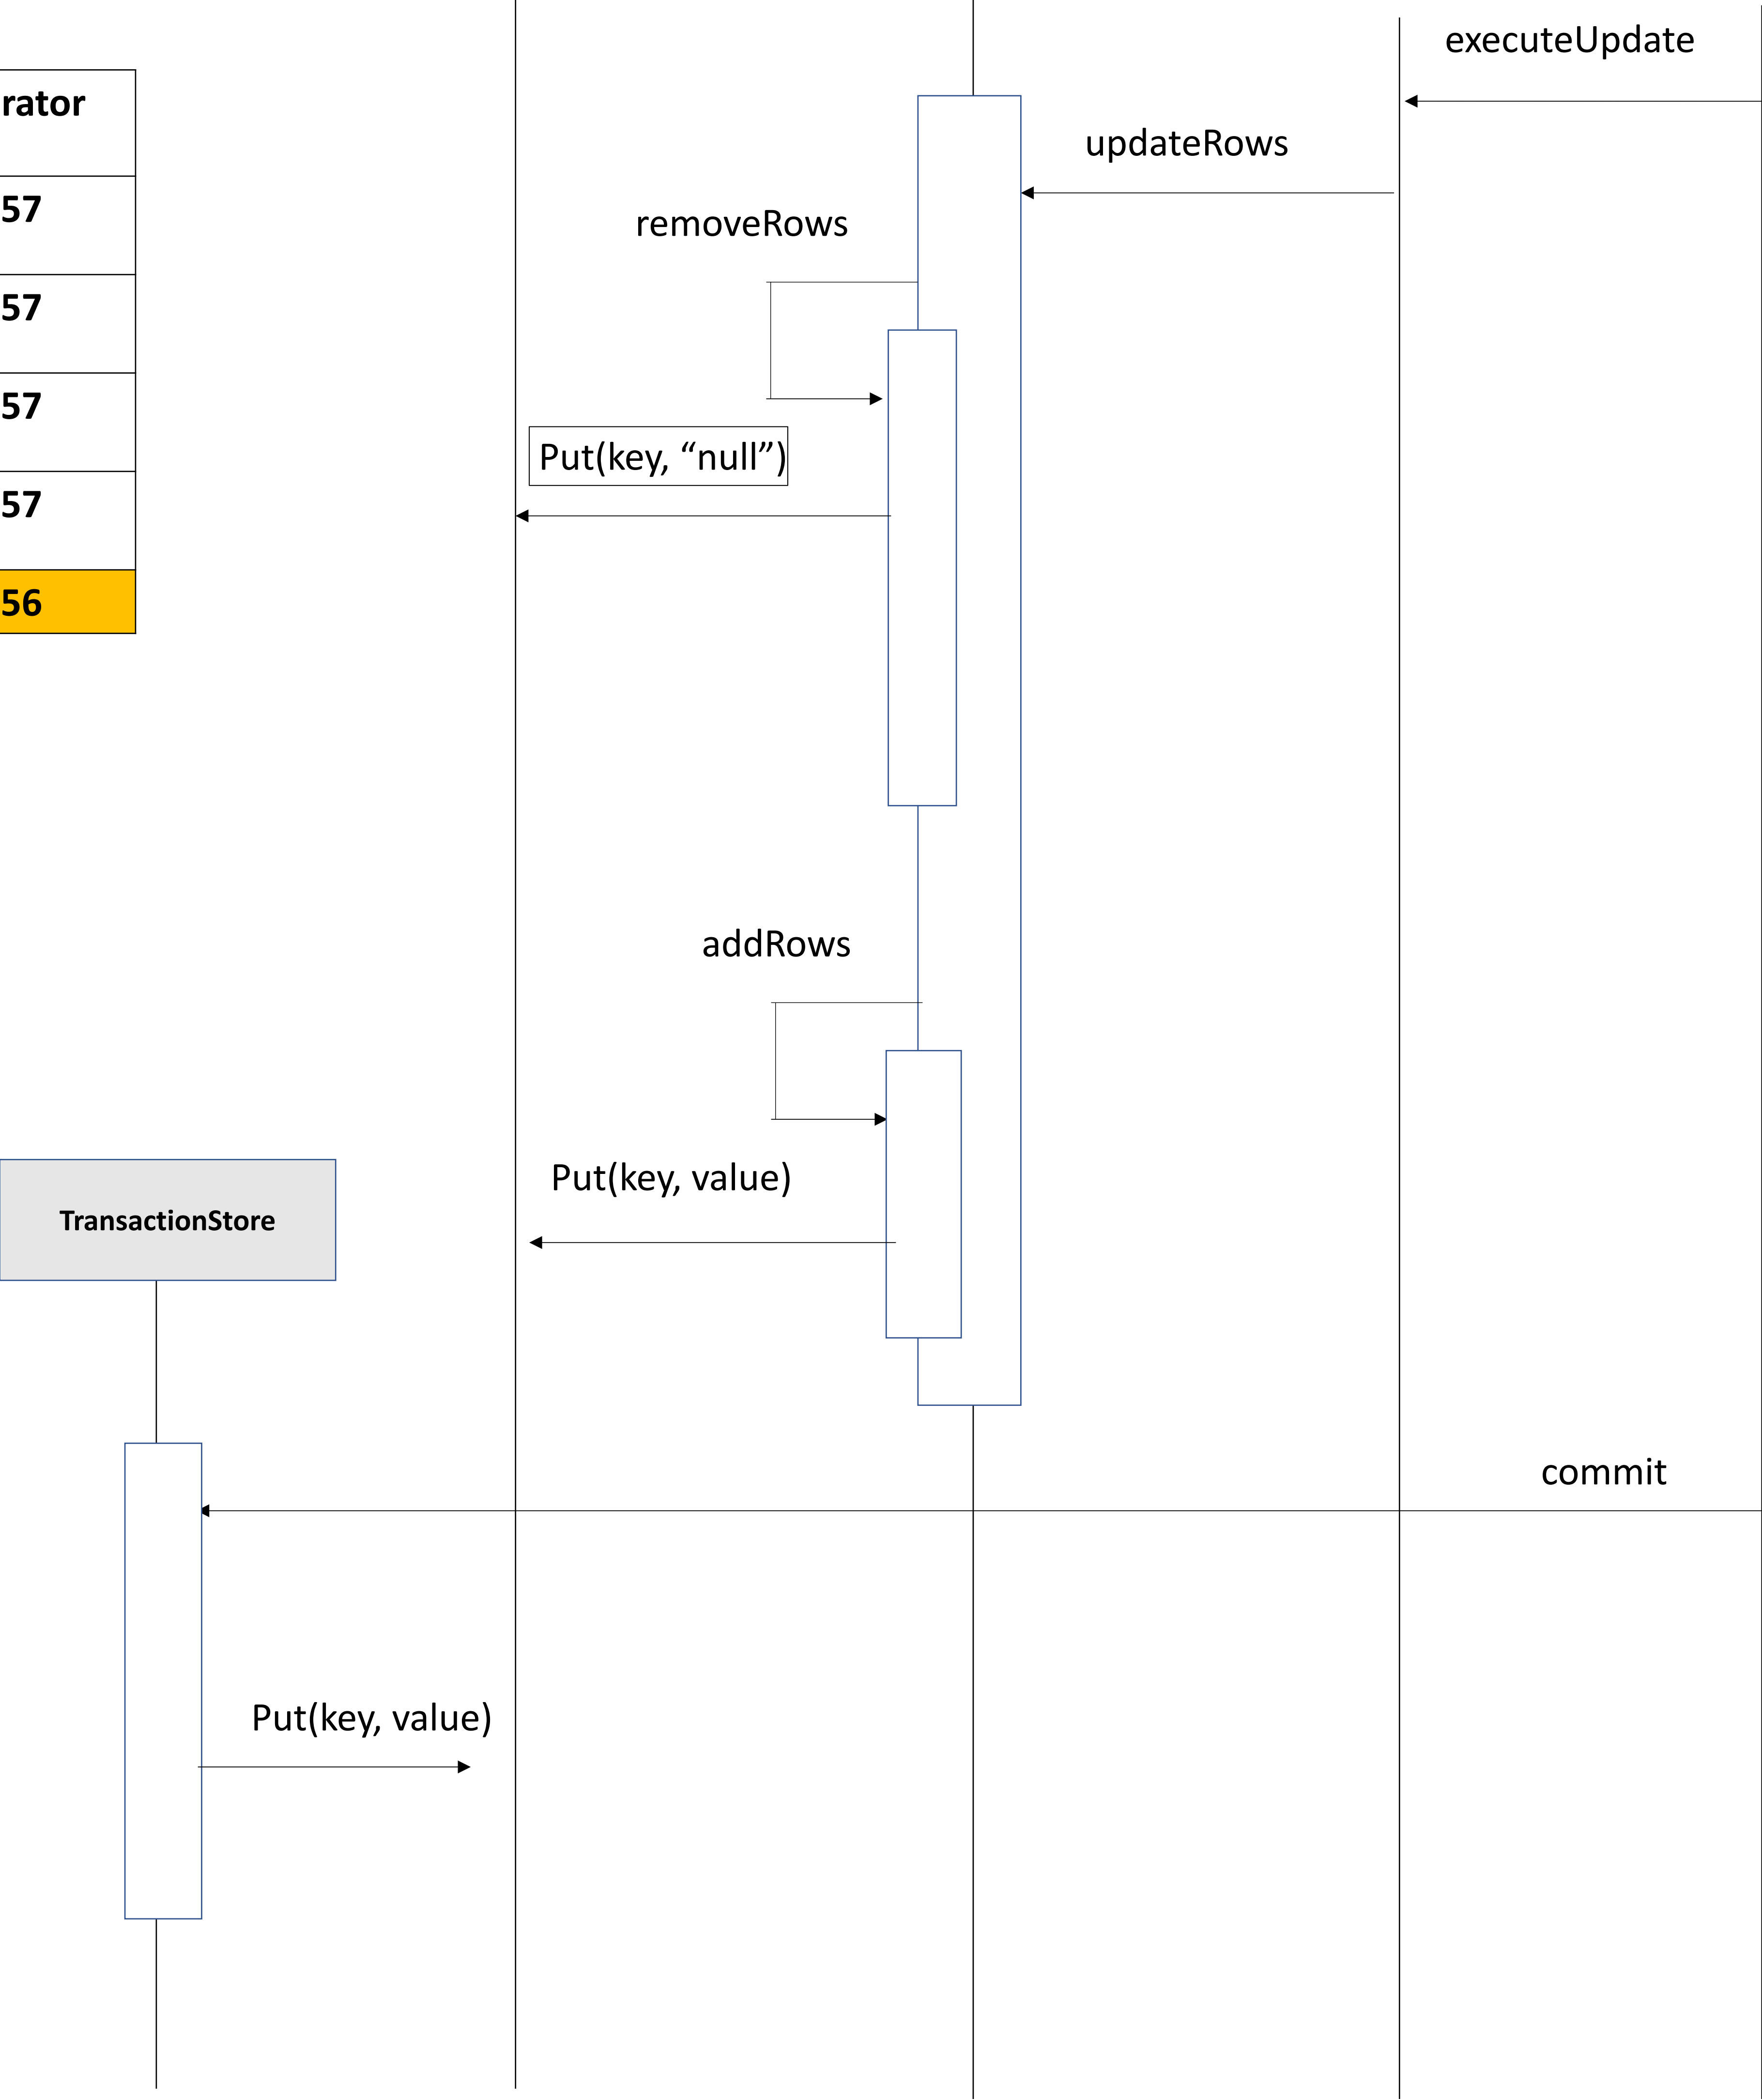 executeUpdate
rator
updateRows
57
removeRows
57
57
Put(key, “null”)
57
56
addRows
Put(key, value)
TransactionStore
commit
Put(key, value)